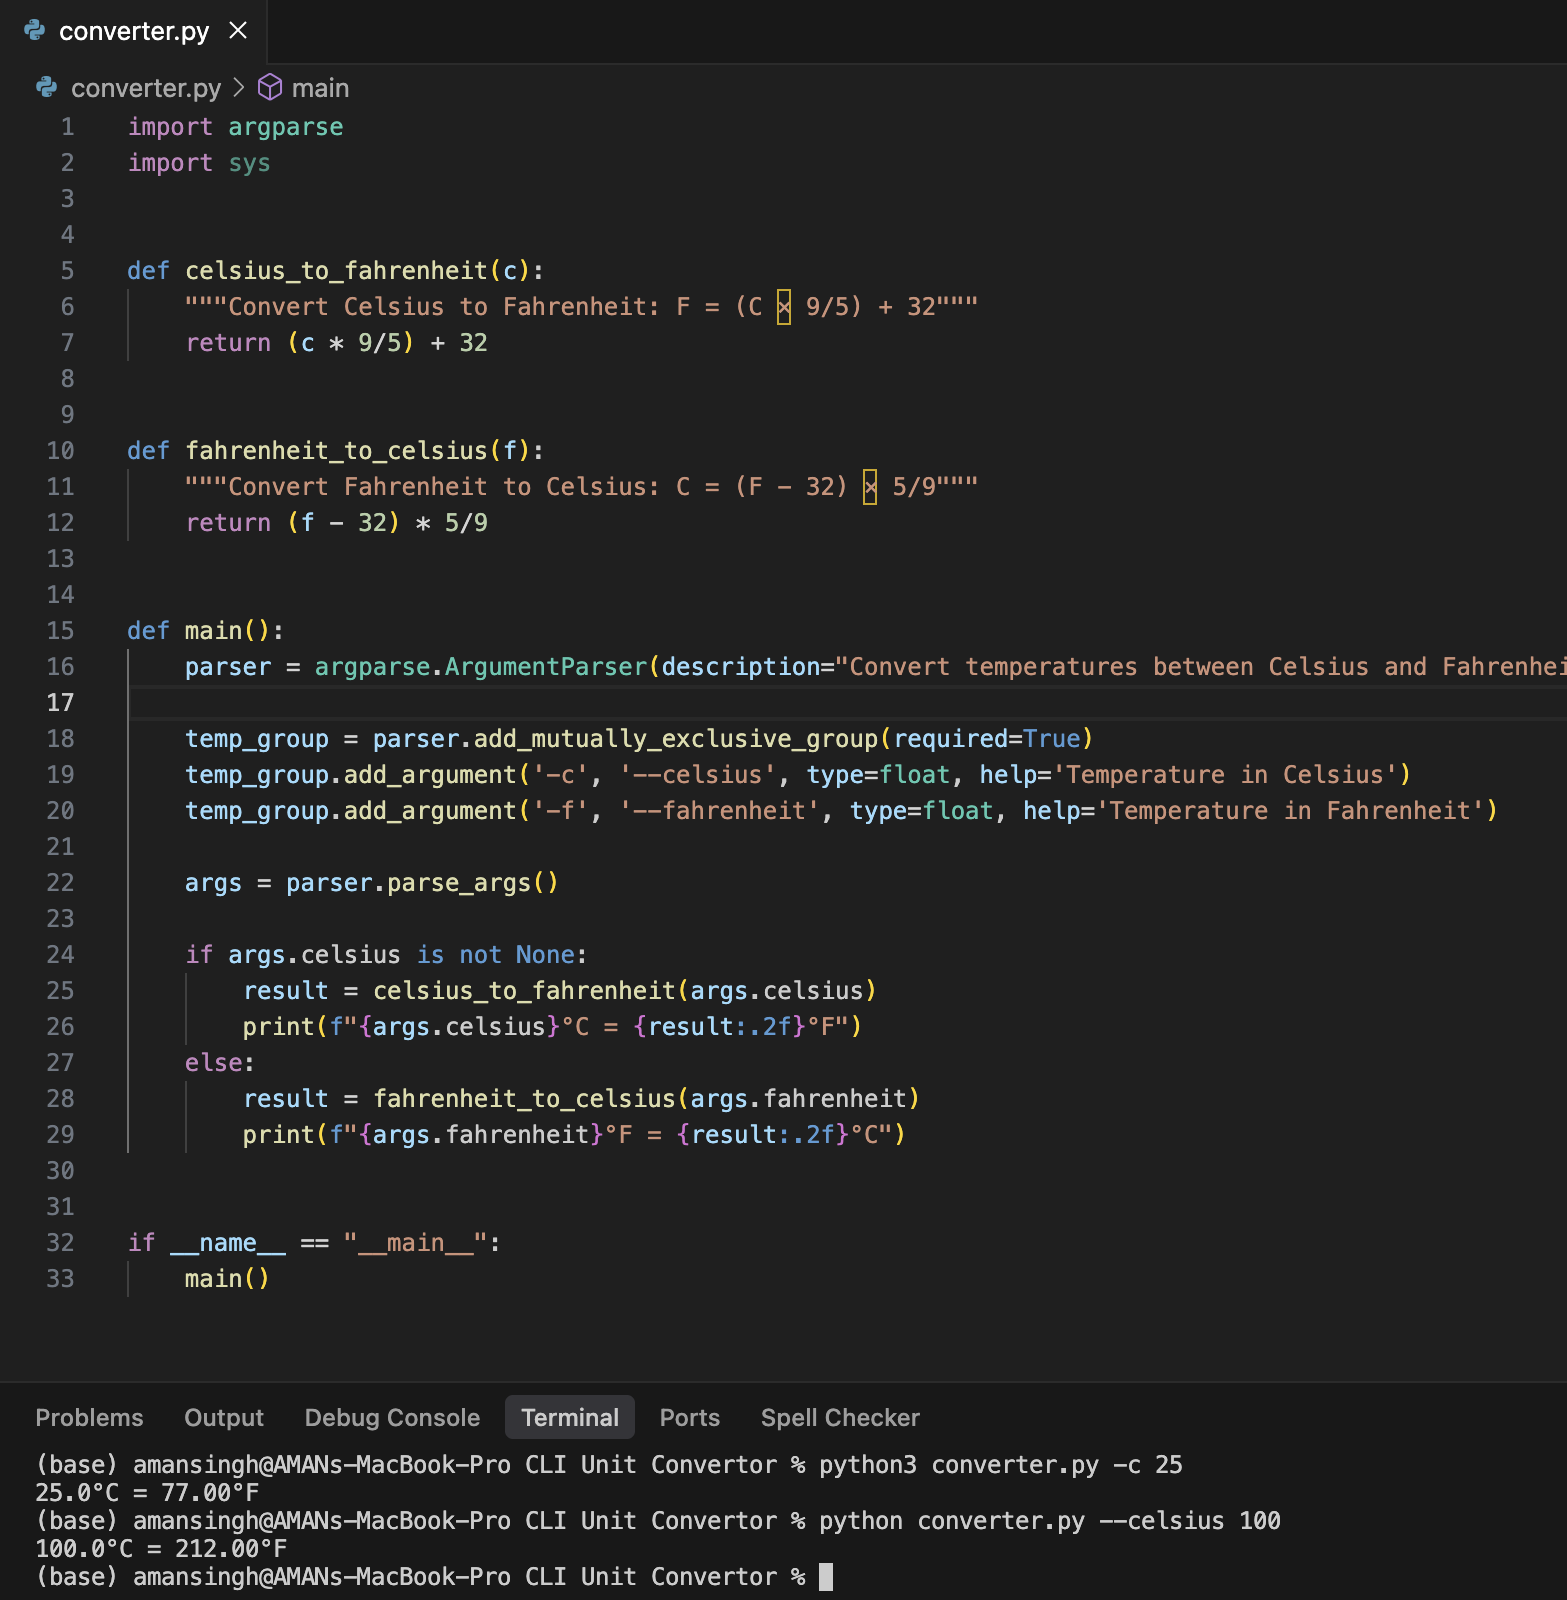 converter.py
converter.py > main
1 import argparse
2 import sys
3
4
5 def celsius_to_fahrenheit(c):
6     """Convert Celsius to Fahrenheit: F = (C × 9/5) + 32"""
7     return (c * 9/5) + 32
8
9
10 def fahrenheit_to_celsius(f):
11     """Convert Fahrenheit to Celsius: C = (F - 32) × 5/9"""
12     return (f - 32) * 5/9
13
14
15 def main():
16     parser = argparse.ArgumentParser(description="Convert temperatures between Celsius and Fahrenhei
17
18     temp_group = parser.add_mutually_exclusive_group(required=True)
19     temp_group.add_argument('-c', '--celsius', type=float, help='Temperature in Celsius')
20     temp_group.add_argument('-f', '--fahrenheit', type=float, help='Temperature in Fahrenheit')
21
22     args = parser.parse_args()
23
24     if args.celsius is not None:
25         result = celsius_to_fahrenheit(args.celsius)
26         print(f"{args.celsius}°C = {result:.2f}°F")
27     else:
28         result = fahrenheit_to_celsius(args.fahrenheit)
29         print(f"{args.fahrenheit}°F = {result:.2f}°C")
30
31
32 if __name__ == "__main__":
33     main()
Problems Output Debug Console Terminal Ports Spell Checker
(base) amansingh@AMANs-MacBook-Pro CLI Unit Convertor % python3 converter.py -c 25
25.0°C = 77.00°F
(base) amansingh@AMANs-MacBook-Pro CLI Unit Convertor % python converter.py --celsius 100
100.0°C = 212.00°F
(base) amansingh@AMANs-MacBook-Pro CLI Unit Convertor %